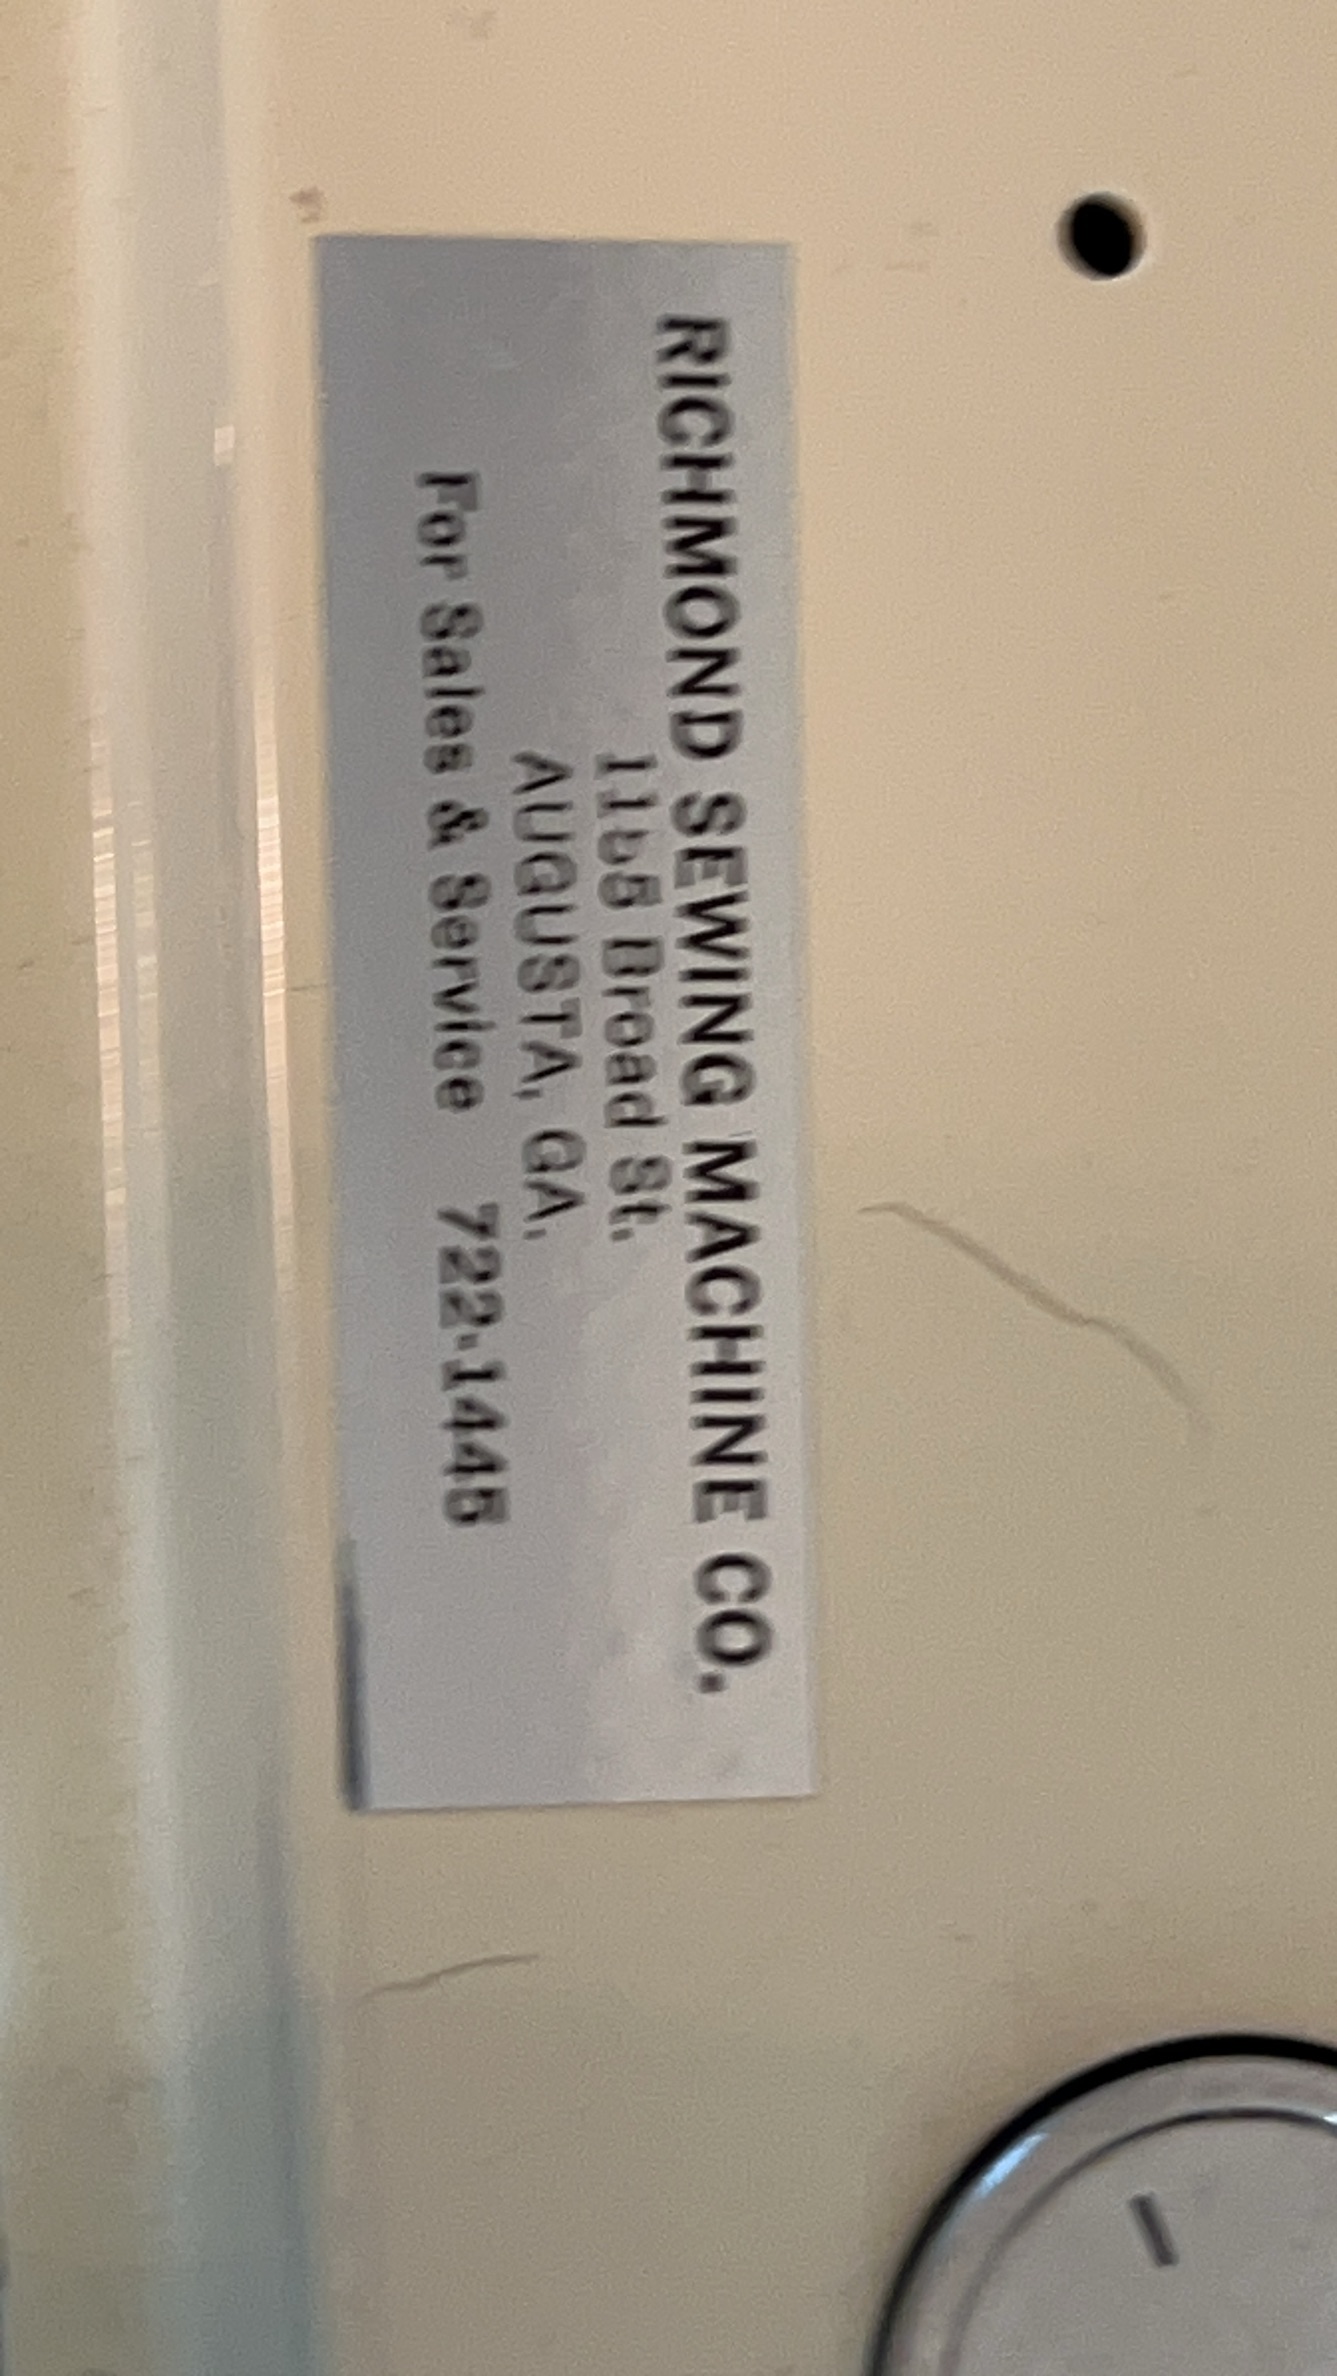 RICHMOND SEWING MACHINE CO.
Broad St.
AUGUSTA, GA.
For Sales & Service 722-1445